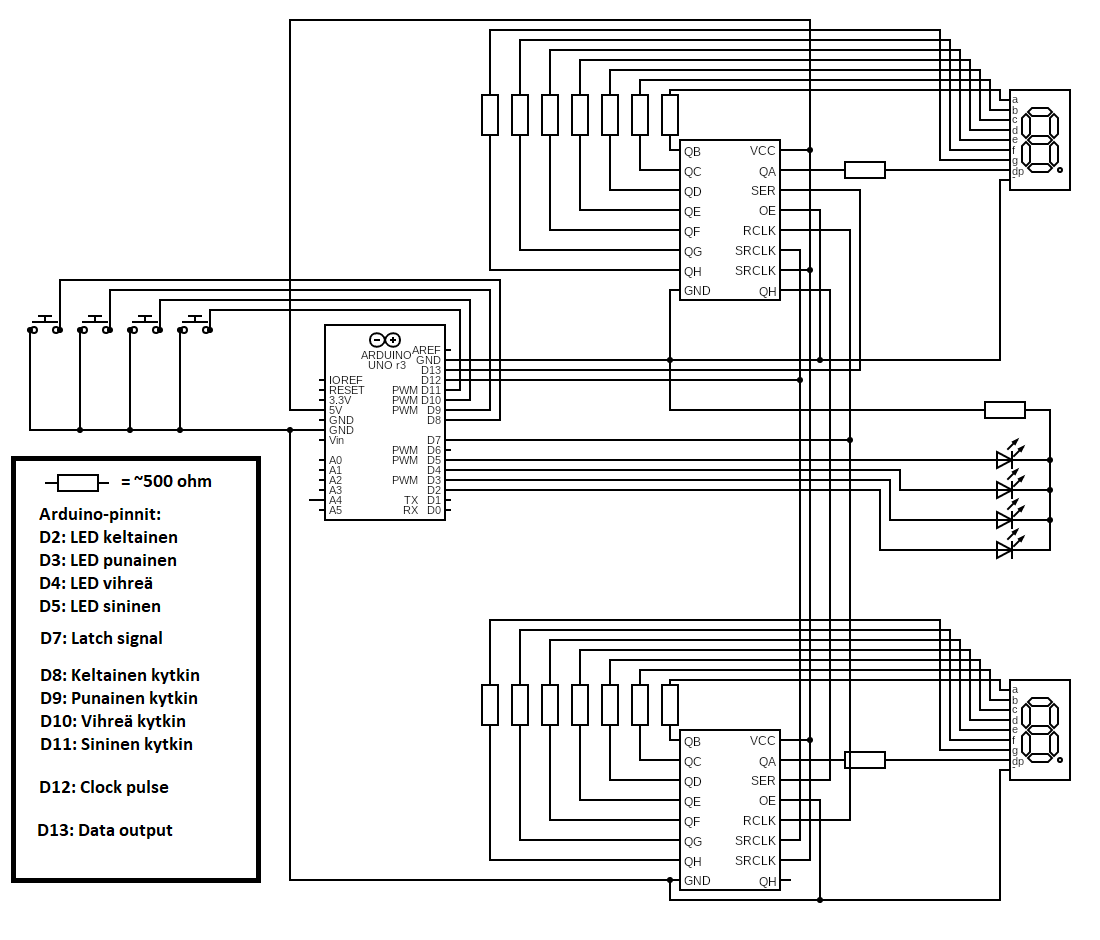 a
b
c
d
e
f
g
dp
-
QB
QC
QD
QE
QF
QG
QH
GND
VCC
QA
SER
OE
RCLK
SRCLK
SRCLK
QH
ARDUINO
UNO r3
IOREF
RESET
3.3V
5V
GND
GND
Vin
A0
A1
A2
A3
A4
A5
AREF
GND
D13
D12
PWM D11
PWM D10
PWM D9
D8
D7
PWM D6
PWM D5
D4
PWM D3
D2
TX D1
RX D0
= ~500 ohm
Arduino-pinnit:
D2: LED keltainen
D3: LED punainen
D4: LED vihreä
D5: LED sininen
D7: Latch signal
D8: Keltainen kytkin
D9: Punainen kytkin
D10: Vihreä kytkin
D11: Sininen kytkin
D12: Clock pulse
D13: Data output
a
b
c
d
e
f
g
dp
-
QB
QC
QD
QE
QF
QG
QH
GND
VCC
QA
SER
OE
RCLK
SRCLK
SRCLK
QH